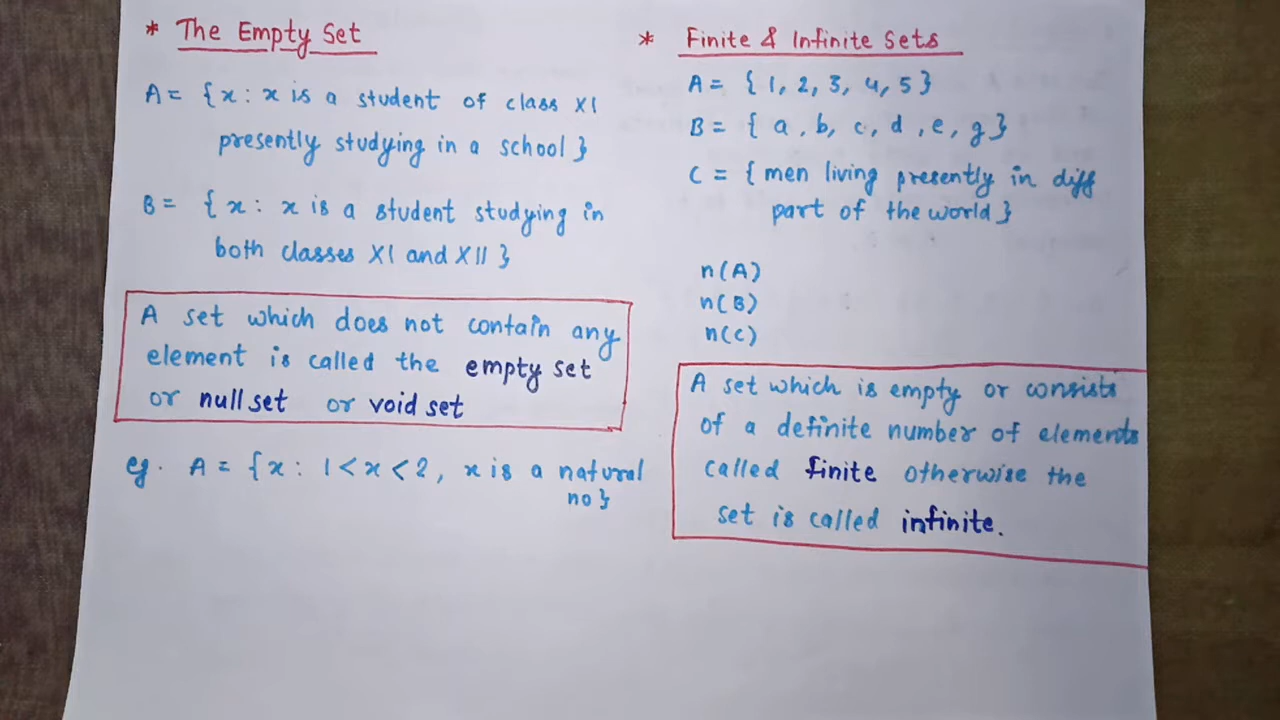 * The Empty Set
A = {x : x is a student of class XI
presently studying in a school}
B = {x : x is a student studying in
both classes XI and XII}
A set which does not contain any
element is called the empty set
or null set or void set
eg. A = {x : 1 < x < 2, x is a natural
no}
* Finite & Infinite Sets
A = {1, 2, 3, 4, 5}
B = {a, b, c, d, e, g}
C = {men living presently in diff
part of the world}
n(A)
n(B)
n(C)
A set which is empty or consists
of a definite number of elements
called finite otherwise the
set is called infinite.